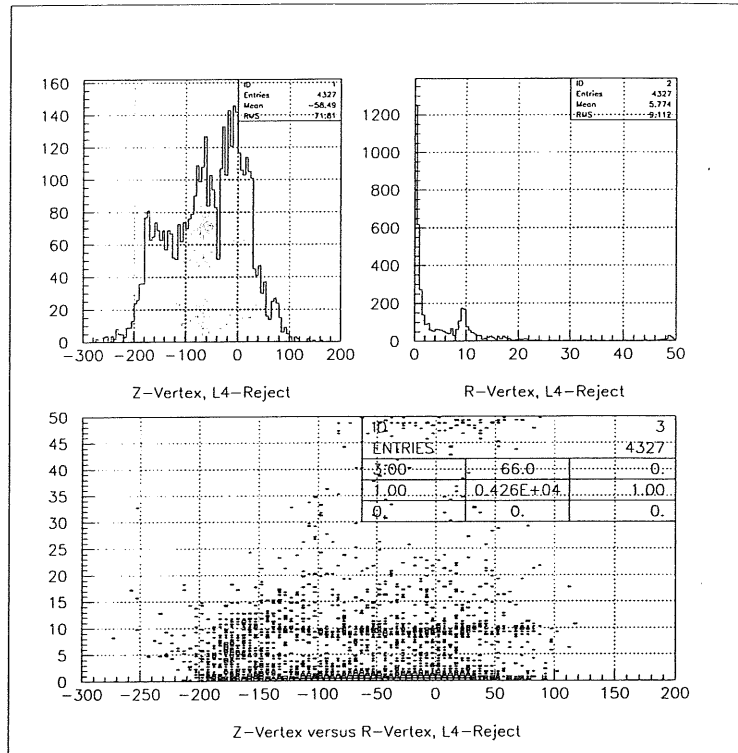 ID 1
Entries 4327
Mean -58.49
RMS 71.81
160
140
120
100
80
60
40
20
0
-300 -200 -100 0 100 200
Z-Vertex, L4-Reject
ID 2
Entries 4327
Mean 5.774
RMS 9.112
1200
1000
800
600
400
200
0
0 10 20 30 40 50
R-Vertex, L4-Reject
ID 3
ENTRIES 4327
3.00 66.0 0.
1.00 0.426E+04 1.00
0. 0. 0.
50
45
40
35
30
25
20
15
10
5
0
-300 -250 -200 -150 -100 -50 0 50 100 150 200
Z-Vertex versus R-Vertex, L4-Reject